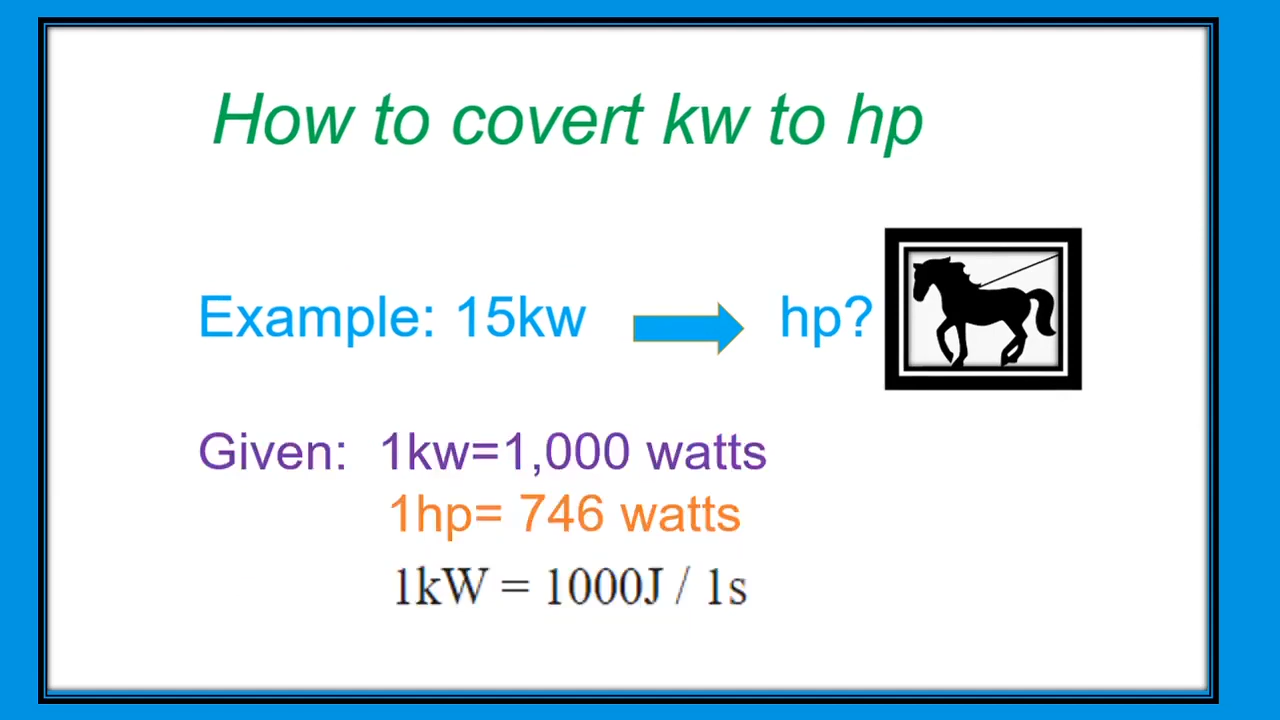 How to covert kw to hp
Example: 15kw hp?
Given: 1kw=1,000 watts
1hp= 746 watts
1kW = 1000J / 1s